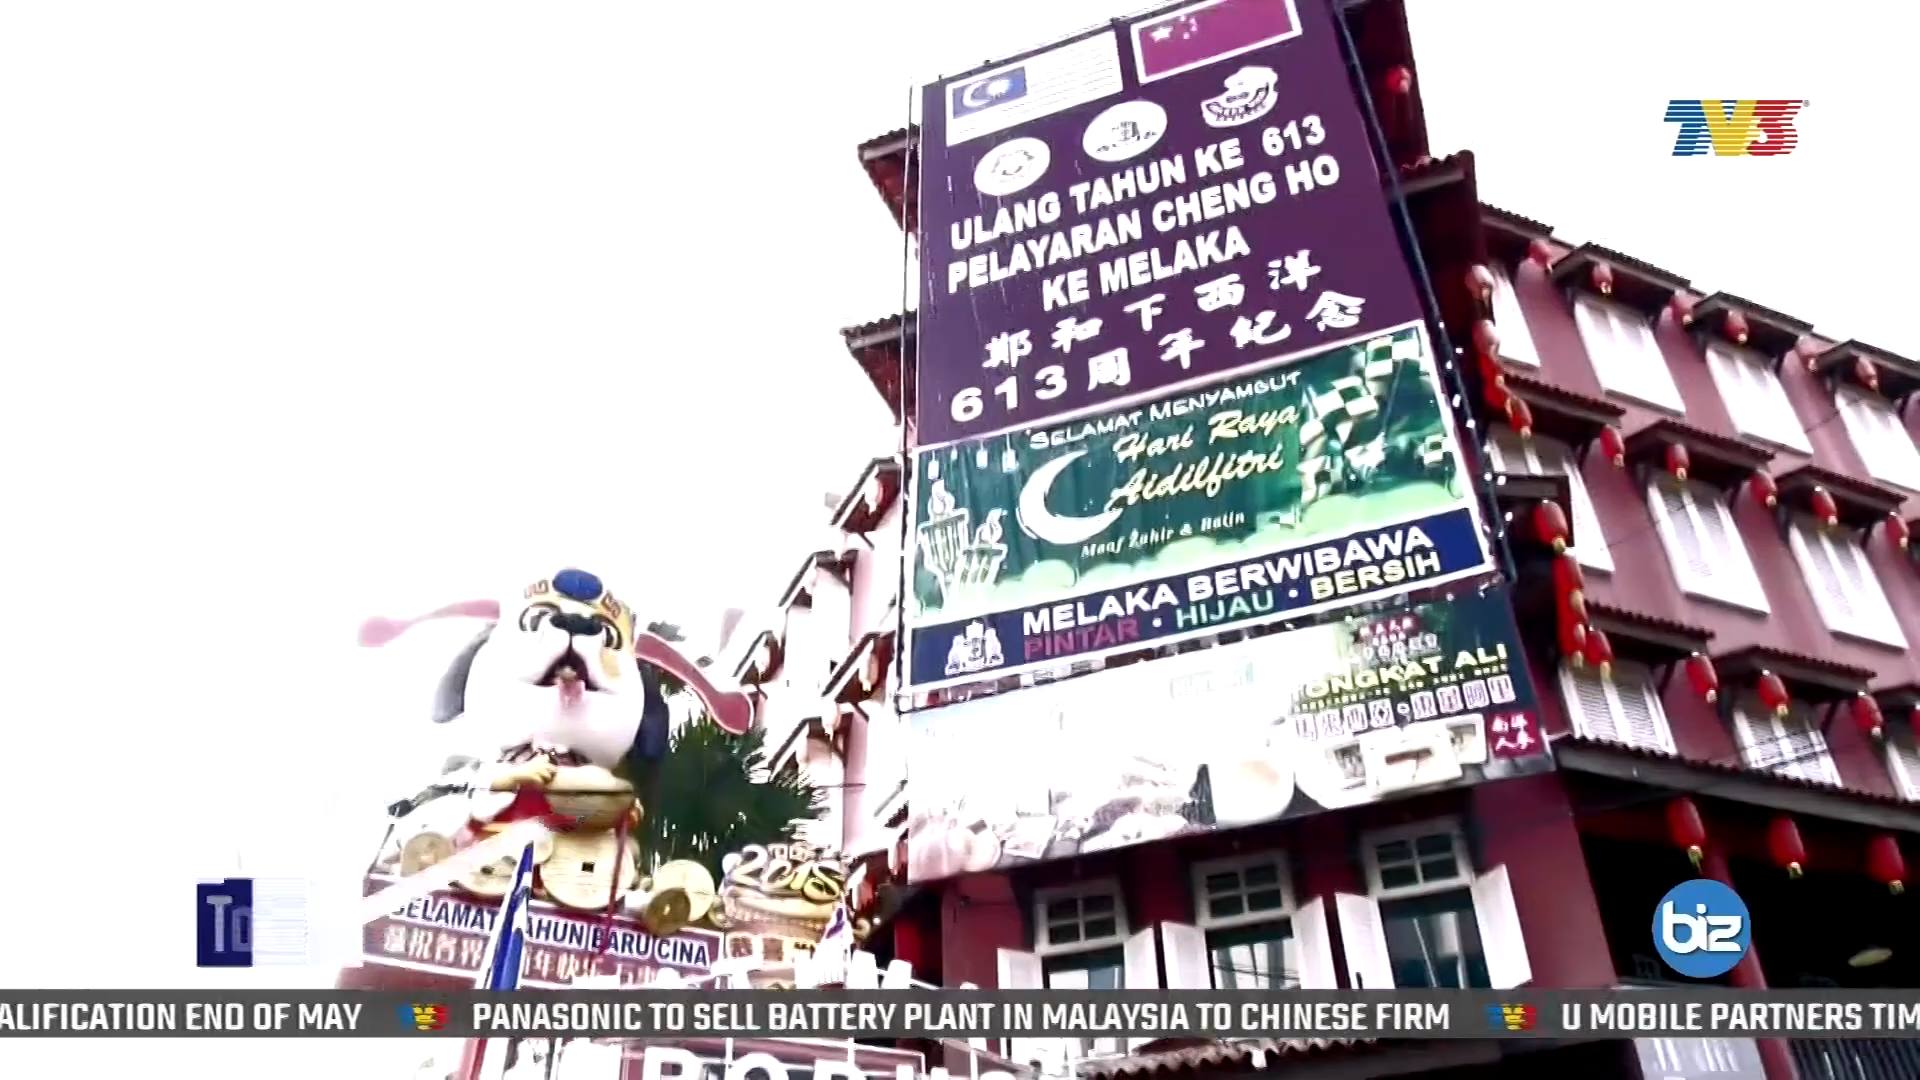 TV3
ULANG TAHUN KE 613
PELAYARAN CHENG HO
KE MELAKA
郑和下西洋
613周年纪念
SELAMAT MENYAMBUT
Hari Raya
Aidilfitri
Maaf Zahir & Batin
MELAKA BERWIBAWA
PINTAR • HIJAU • BERSIH
TONGKAT ALI
2018
SELAMAT TAHUN BARU CINA
biz
ALIFICATION END OF MAY
PANASONIC TO SELL BATTERY PLANT IN MALAYSIA TO CHINESE FIRM
U MOBILE PARTNERS TIM